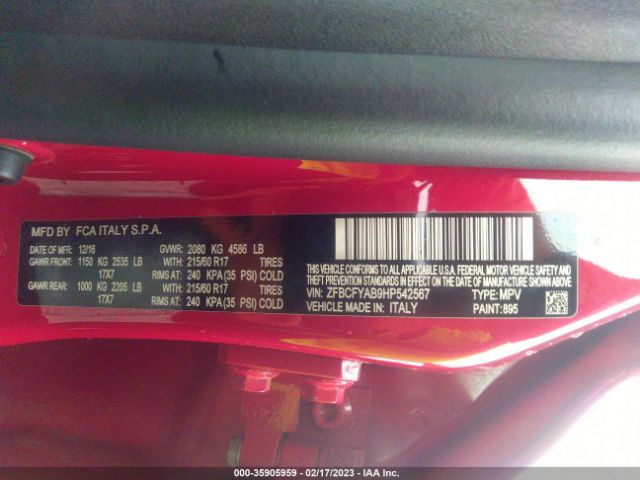 MFD BY FCA ITALY S.P.A.
DATE OF MFR: 12/16 GVWR: 2080 KG 4586 LB
GAWR FRONT: 1150 KG 2535 LB WITH: 215/60 R17 TIRES
17X7 RIMS AT: 240 KPA (35 PSI) COLD
GAWR REAR: 1000 KG 2205 LB WITH: 215/60 R17 TIRES
17X7 RIMS AT: 240 KPA (35 PSI) COLD
THIS VEHICLE CONFORMS TO ALL APPLICABLE U.S.A. FEDERAL MOTOR VEHICLE
SAFETY, BUMPER, AND THEFT PREVENTION STANDARDS IN EFFECT ON THE DATE OF MANUFACTURE SHOWN ABOVE.
VIN: ZFBCFYAB9HP542567 TYPE: MPV
VEHICLE MADE IN: ITALY PAINT: 895
000-35905959 - 02/17/2023 - IAA Inc.